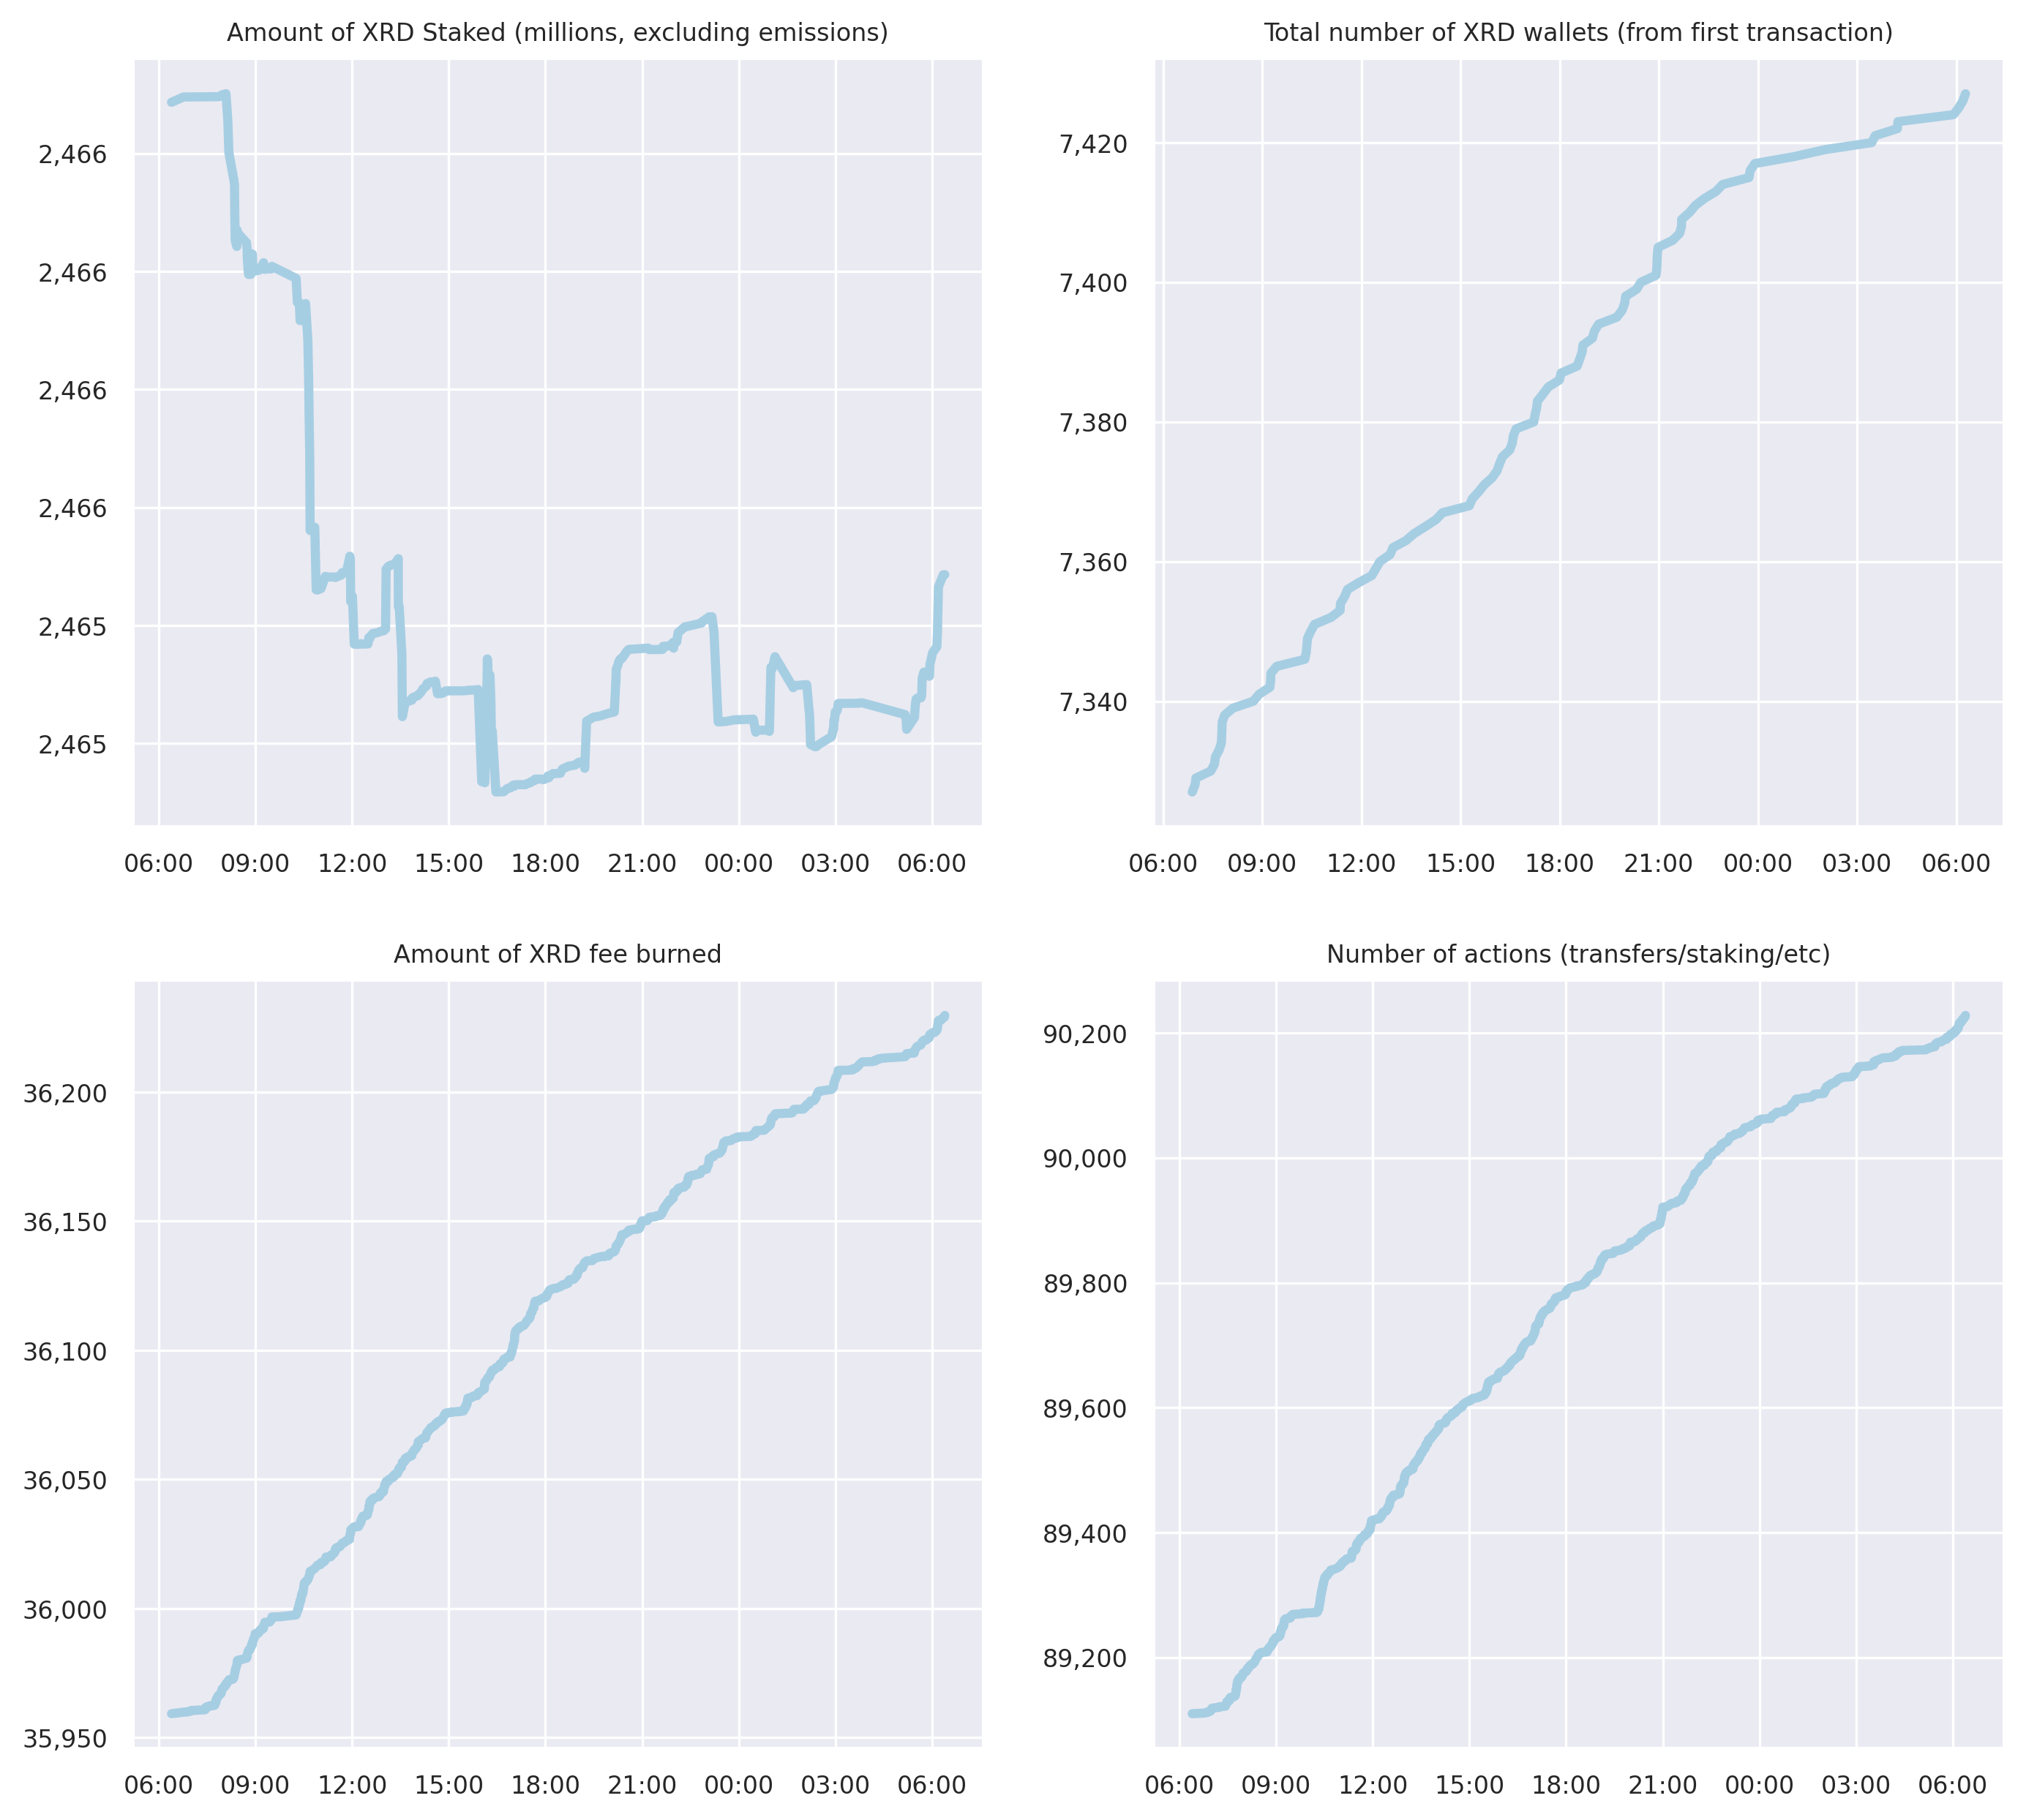 Amount of XRD Staked (millions, excluding emissions)
2,466
2,466
2,466
2,466
2,465
2,465
06:00 09:00 12:00 15:00 18:00 21:00 00:00 03:00 06:00
Total number of XRD wallets (from first transaction)
7,420
7,400
7,380
7,360
7,340
06:00 09:00 12:00 15:00 18:00 21:00 00:00 03:00 06:00
Amount of XRD fee burned
36,200
36,150
36,100
36,050
36,000
35,950
06:00 09:00 12:00 15:00 18:00 21:00 00:00 03:00 06:00
Number of actions (transfers/staking/etc)
90,200
90,000
89,800
89,600
89,400
89,200
06:00 09:00 12:00 15:00 18:00 21:00 00:00 03:00 06:00